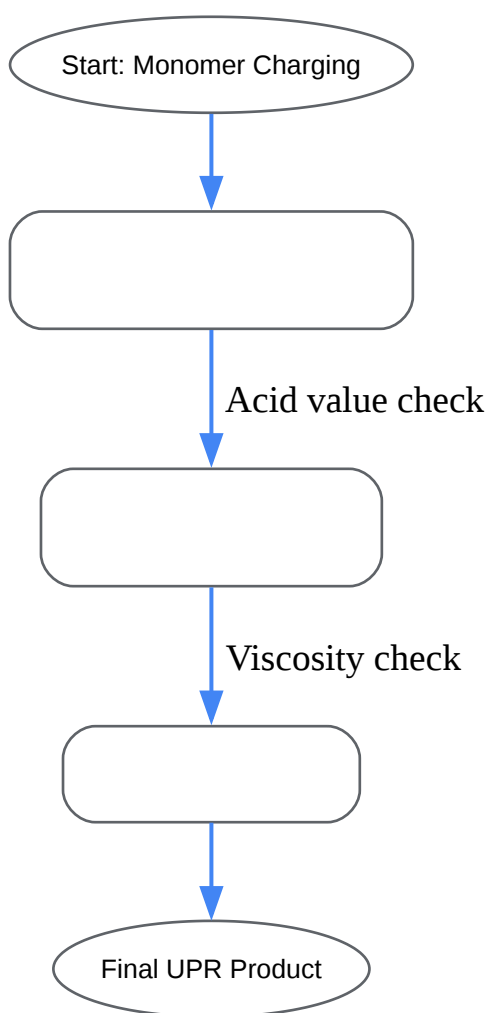 Start: Monomer Charging
Acid value check
Viscosity check
Final UPR Product